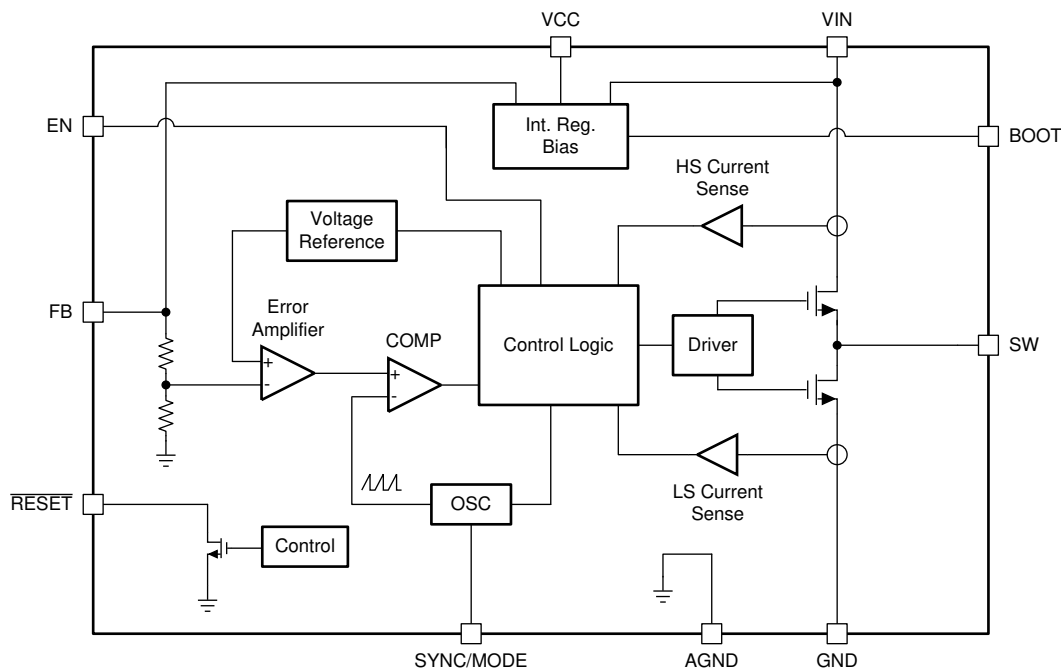 VCC
VIN
EN
Int. Reg.
Bias
BOOT
HS Current
Sense
Voltage
Reference
FB
Error
Amplifier
COMP
+
-
+
-
Control Logic
Driver
SW
RESET
OSC
LS Current
Sense
Control
SYNC/MODE
AGND
GND